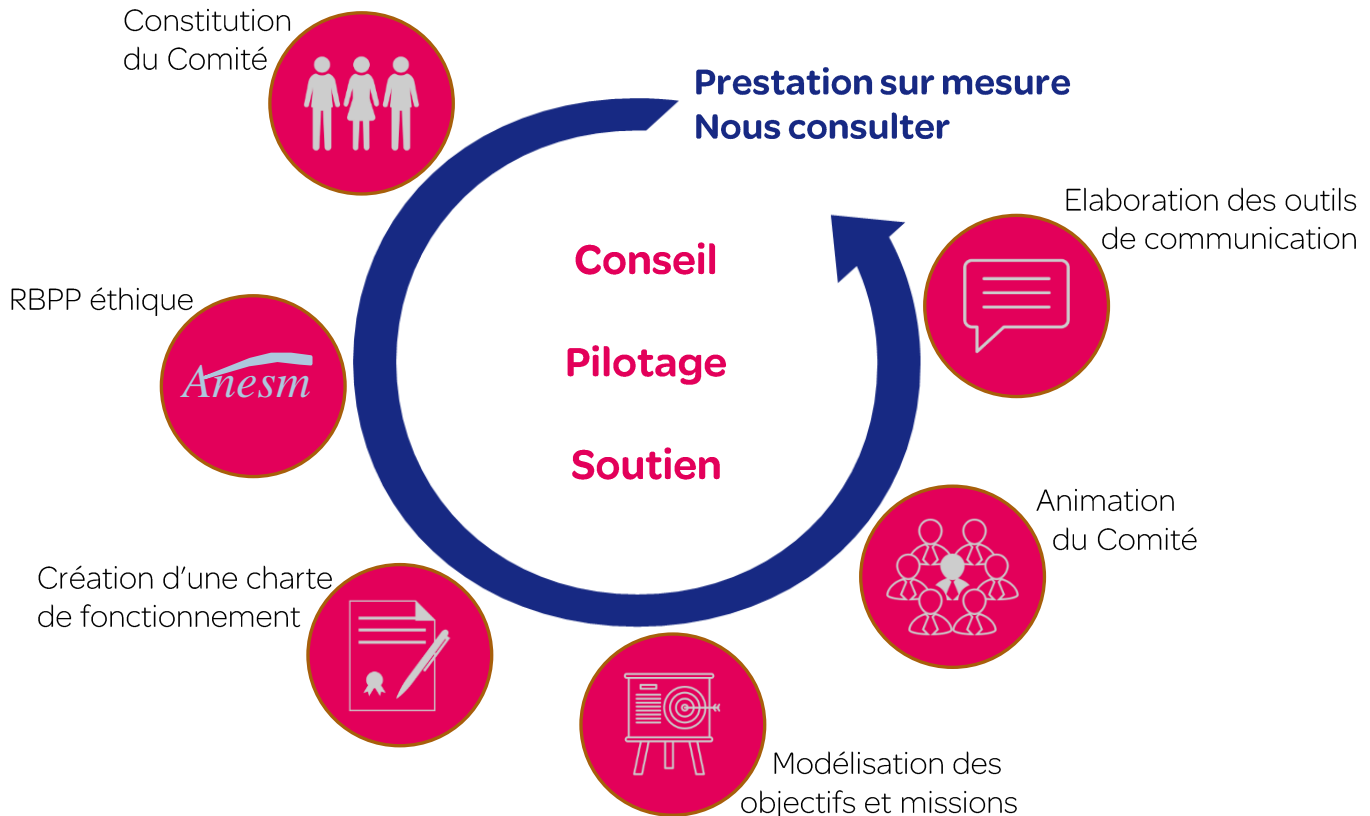 Constitution
du Comité
Prestation sur mesure
Nous consulter
Elaboration des outils
de communication
Conseil
RBPP éthique
Anesm
Pilotage
Soutien
Animation
du Comité
Création d’une charte
de fonctionnement
Modélisation des
objectifs et missions